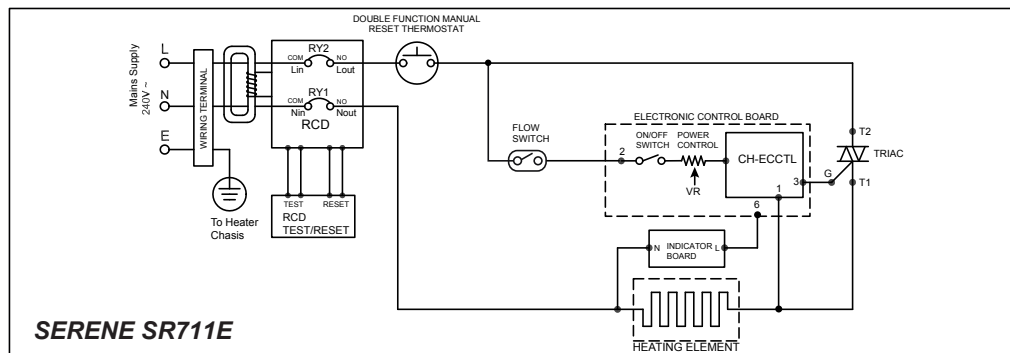 DOUBLE FUNCTION MANUAL
RESET THERMOSTAT
Mains Supply
240V ~
L
N
E
WIRING TERMINAL
RY2
COM
NO
Lin
Lout
RY1
COM
NO
Nin
Nout
RCD
TEST
RESET
RCD
TEST/RESET
To Heater
Chasis
FLOW
SWITCH
ELECTRONIC CONTROL BOARD
2
ON/OFF
SWITCH
POWER
CONTROL
VR
CH-ECCTL
3
1
6
G
T2
TRIAC
T1
N
INDICATOR
BOARD
L
HEATING ELEMENT
SERENE SR711E